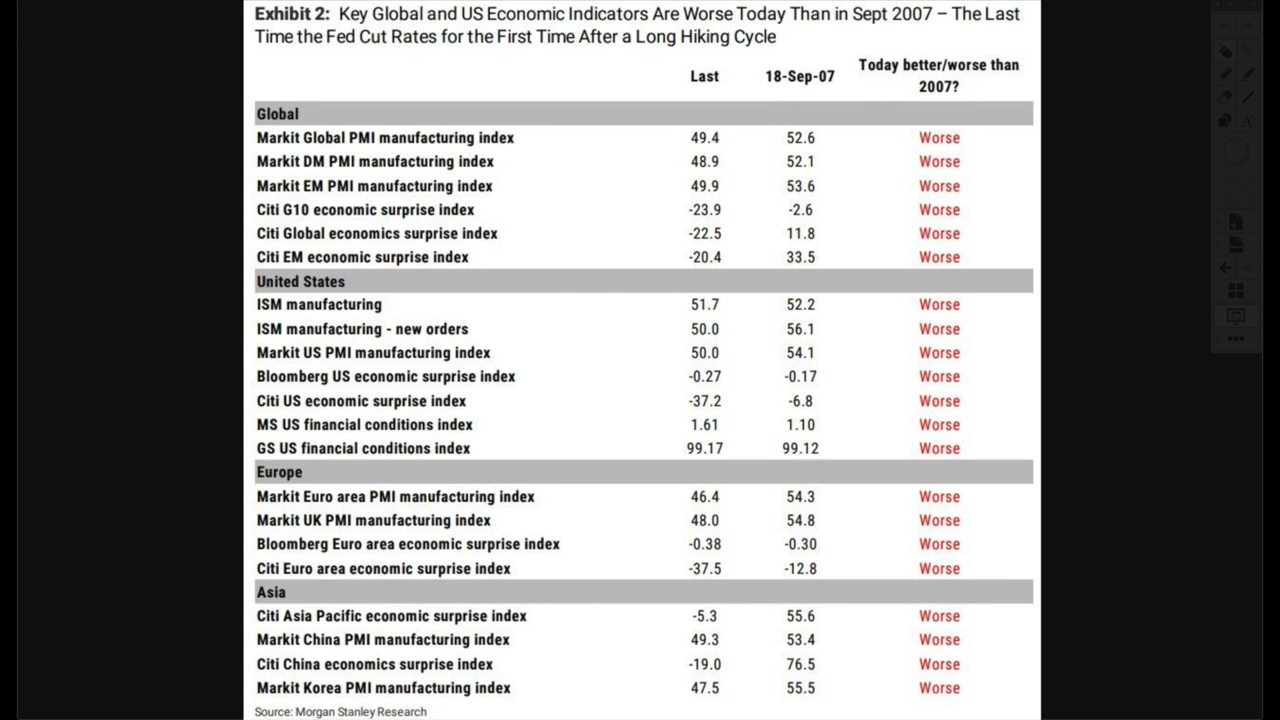 Exhibit 2: Key Global and US Economic Indicators Are Worse Today Than in Sept 2007 – The Last
Time the Fed Cut Rates for the First Time After a Long Hiking Cycle
Last 18-Sep-07 Today better/worse than 2007?
Global
Markit Global PMI manufacturing index 49.4 52.6 Worse
Markit DM PMI manufacturing index 48.9 52.1 Worse
Markit EM PMI manufacturing index 49.9 53.6 Worse
Citi G10 economic surprise index -23.9 -2.6 Worse
Citi Global economics surprise index -22.5 11.8 Worse
Citi EM economic surprise index -20.4 33.5 Worse
United States
ISM manufacturing 51.7 52.2 Worse
ISM manufacturing - new orders 50.0 56.1 Worse
Markit US PMI manufacturing index 50.0 54.1 Worse
Bloomberg US economic surprise index -0.27 -0.17 Worse
Citi US economic surprise index -37.2 -6.8 Worse
MS US financial conditions index 1.61 1.10 Worse
GS US financial conditions index 99.17 99.12 Worse
Europe
Markit Euro area PMI manufacturing index 46.4 54.3 Worse
Markit UK PMI manufacturing index 48.0 54.8 Worse
Bloomberg Euro area economic surprise index -0.38 -0.30 Worse
Citi Euro area economic surprise index -37.5 -12.8 Worse
Asia
Citi Asia Pacific economic surprise index -5.3 55.6 Worse
Markit China PMI manufacturing index 49.3 53.4 Worse
Citi China economics surprise index -19.0 76.5 Worse
Markit Korea PMI manufacturing index 47.5 55.5 Worse
Source: Morgan Stanley Research